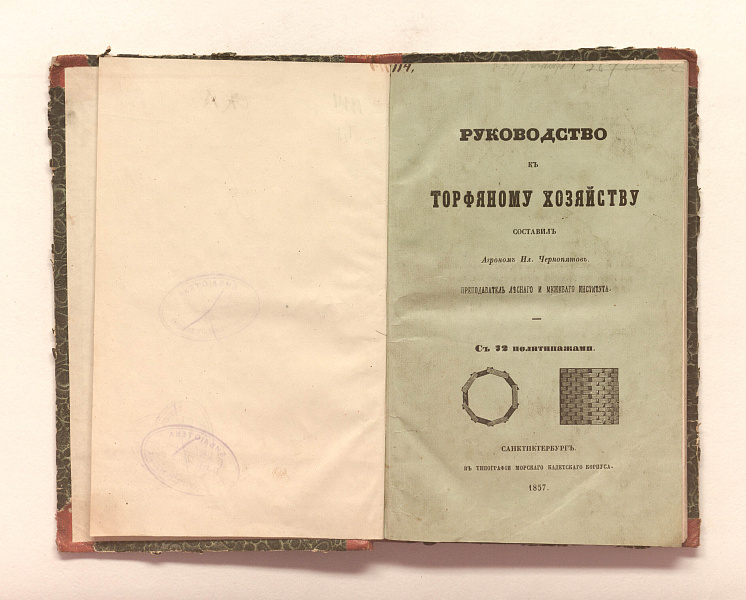 114.
РУКОВОДСТВО
КЪ
ТОРФЯНОМУ ХОЗЯЙСТВУ
СОСТАВИЛЪ
Агрономъ Ил. Чернопятовъ.
ПРЕПОДАВАТЕЛЬ ЛѢСНАГО И МЕЖЕВАГО ИНСТИТУТА.
Съ 72 политипажами.
САНКТПЕТЕРБУРГЪ.
ВЪ ТИПОГРАФІИ МОРСКАГО КАДЕТСКАГО КОРПУСА.
1857.